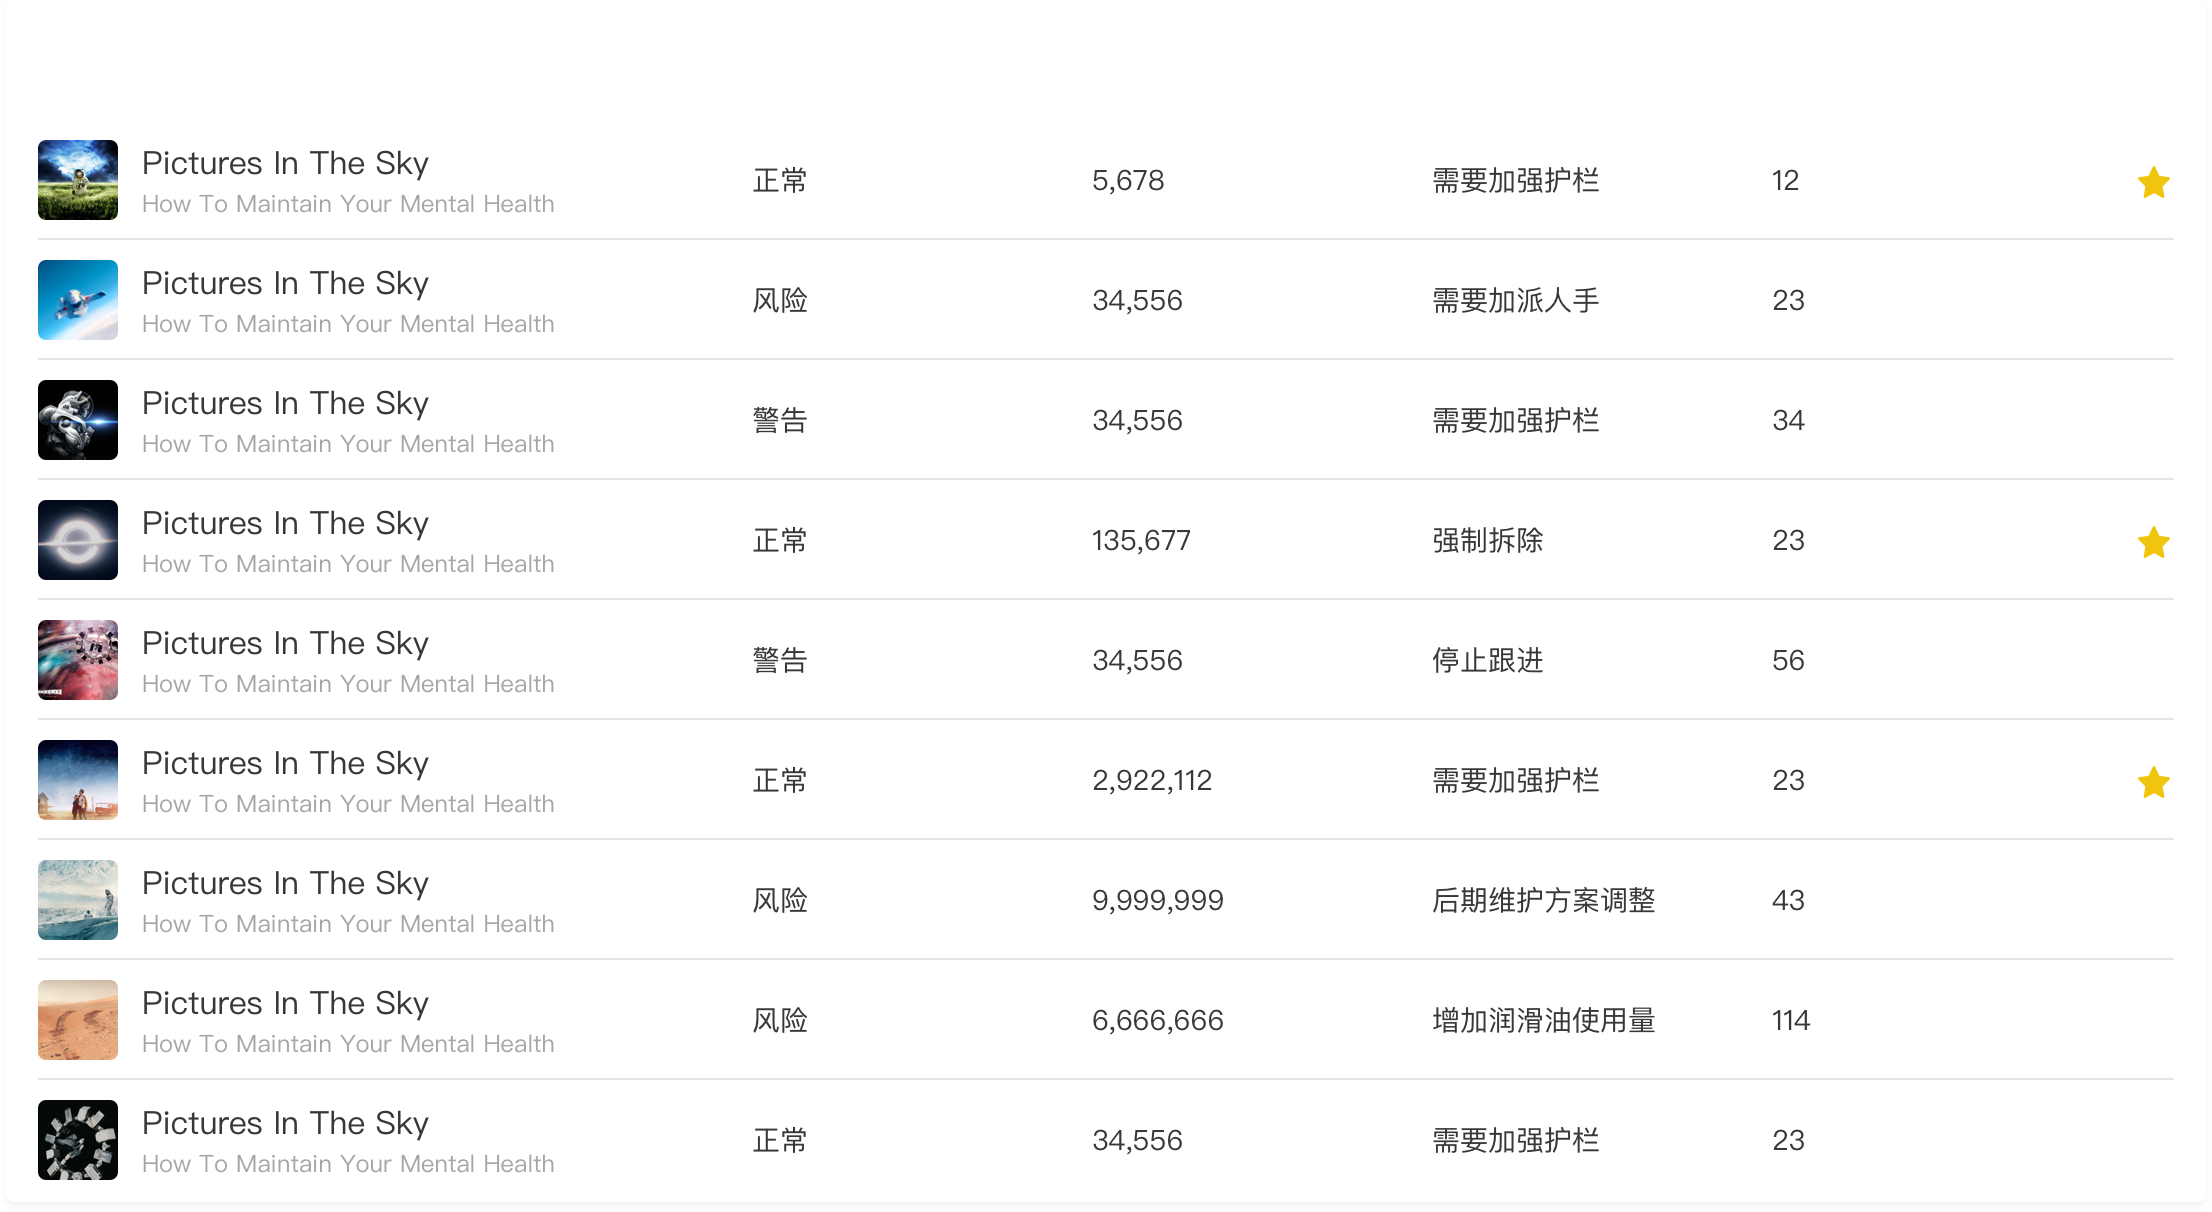 Pictures In The Sky
How To Maintain Your Mental Health
正常
5,678
需要加强护栏
12
Pictures In The Sky
How To Maintain Your Mental Health
风险
34,556
需要加派人手
23
Pictures In The Sky
How To Maintain Your Mental Health
警告
34,556
需要加强护栏
34
Pictures In The Sky
How To Maintain Your Mental Health
正常
135,677
强制拆除
23
Pictures In The Sky
How To Maintain Your Mental Health
警告
34,556
停止跟进
56
Pictures In The Sky
How To Maintain Your Mental Health
正常
2,922,112
需要加强护栏
23
Pictures In The Sky
How To Maintain Your Mental Health
风险
9,999,999
后期维护方案调整
43
Pictures In The Sky
How To Maintain Your Mental Health
风险
6,666,666
增加润滑油使用量
114
Pictures In The Sky
How To Maintain Your Mental Health
正常
34,556
需要加强护栏
23